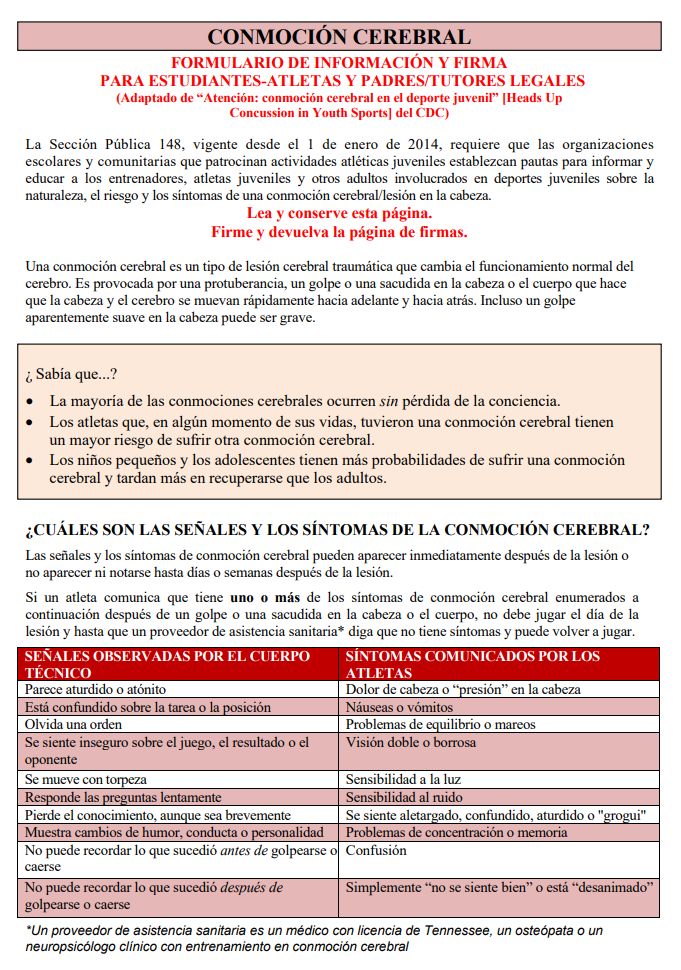 CONMOCIÓN CEREBRAL
FORMULARIO DE INFORMACIÓN Y FIRMA
PARA ESTUDIANTES-ATLETAS Y PADRES/TUTORES LEGALES
(Adaptado de “Atención: conmoción cerebral en el deporte juvenil” [Heads Up
Concussion in Youth Sports] del CDC)
La Sección Pública 148, vigente desde el 1 de enero de 2014, requiere que las organizaciones
escolares y comunitarias que patrocinan actividades atléticas juveniles establezcan pautas para informar y
educar a los entrenadores, atletas juveniles y otros adultos involucrados en deportes juveniles sobre la
naturaleza, el riesgo y los síntomas de una conmoción cerebral/lesión en la cabeza.
Lea y conserve esta página.
Firme y devuelva la página de firmas.
Una conmoción cerebral es un tipo de lesión cerebral traumática que cambia el funcionamiento normal del
cerebro. Es provocada por una protuberancia, un golpe o una sacudida en la cabeza o el cuerpo que hace
que la cabeza y el cerebro se muevan rápidamente hacia adelante y hacia atrás. Incluso un golpe
aparentemente suave en la cabeza puede ser grave.
¿ Sabía que...?
• La mayoría de las conmociones cerebrales ocurren sin pérdida de la conciencia.
• Los atletas que, en algún momento de sus vidas, tuvieron una conmoción cerebral tienen
un mayor riesgo de sufrir otra conmoción cerebral.
• Los niños pequeños y los adolescentes tienen más probabilidades de sufrir una conmoción
cerebral y tardan más en recuperarse que los adultos.
¿CUÁLES SON LAS SEÑALES Y LOS SÍNTOMAS DE LA CONMOCIÓN CEREBRAL?
Las señales y los síntomas de conmoción cerebral pueden aparecer inmediatamente después de la lesión o
no aparecer ni notarse hasta días o semanas después de la lesión.
Si un atleta comunica que tiene uno o más de los síntomas de conmoción cerebral enumerados a
continuación después de un golpe o una sacudida en la cabeza o el cuerpo, no debe jugar el día de la
lesión y hasta que un proveedor de asistencia sanitaria* diga que no tiene síntomas y puede volver a jugar.
SEÑALES OBSERVADAS POR EL CUERPO
TÉCNICO
SÍNTOMAS COMUNICADOS POR LOS
ATLETAS
Parece aturdido o atónito
Dolor de cabeza o “presión” en la cabeza
Está confundido sobre la tarea o la posición
Náuseas o vómitos
Olvida una orden
Problemas de equilibrio o mareos
Se siente inseguro sobre el juego, el resultado o el
oponente
Visión doble o borrosa
Se mueve con torpeza
Sensibilidad a la luz
Responde las preguntas lentamente
Sensibilidad al ruido
Pierde el conocimiento, aunque sea brevemente
Se siente aletargado, confundido, aturdido o "grogui"
Muestra cambios de humor, conducta o personalidad
Problemas de concentración o memoria
No puede recordar lo que sucedió antes de golpearse o
caerse
Confusión
No puede recordar lo que sucedió después de
golpearse o caerse
Simplemente “no se siente bien” o está “desanimado”
*Un proveedor de asistencia sanitaria es un médico con licencia de Tennessee, un osteópata o un
neuropsicólogo clínico con entrenamiento en conmoción cerebral